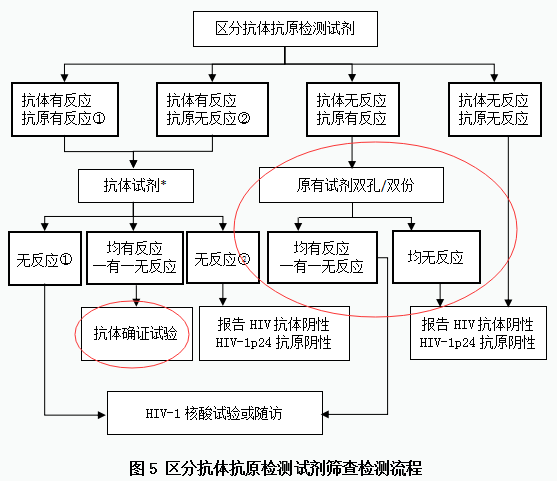 区分抗体抗原检测试剂
抗体有反应
抗原有反应①
抗体有反应
抗原无反应②
抗体无反应
抗原有反应
抗体无反应
抗原无反应
抗体试剂*
原有试剂双孔/双份
无反应①
均有反应
一有一无反应
无反应②
均有反应
一有一无反应
均无反应
抗体确证试验
报告 HIV 抗体阴性
HIV-1p24 抗原阴性
报告 HIV 抗体阴性
HIV-1p24 抗原阴性
HIV-1 核酸试验或随访
图 5 区分抗体抗原检测试剂筛查检测流程